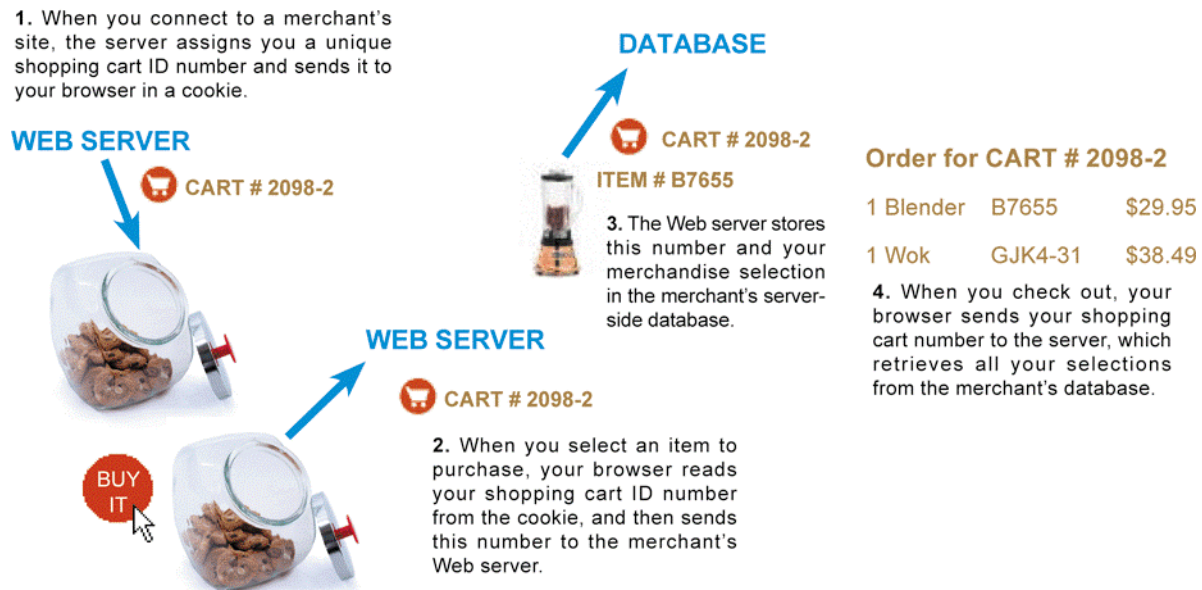 1. When you connect to a merchant's
site, the server assigns you a unique
shopping cart ID number and sends it to
your browser in a cookie.
WEB SERVER
CART # 2098-2
BUY
IT
WEB SERVER
CART # 2098-2
2. When you select an item to
purchase, your browser reads
your shopping cart ID number
from the cookie, and then sends
this number to the merchant's
Web server.
DATABASE
CART # 2098-2
ITEM # B7655
3. The Web server stores
this number and your
merchandise selection
in the merchant's server-
side database.
Order for CART # 2098-2
1 Blender B7655 $29.95
1 Wok GJK4-31 $38.49
4. When you check out, your
browser sends your shopping
cart number to the server, which
retrieves all your selections
from the merchant's database.